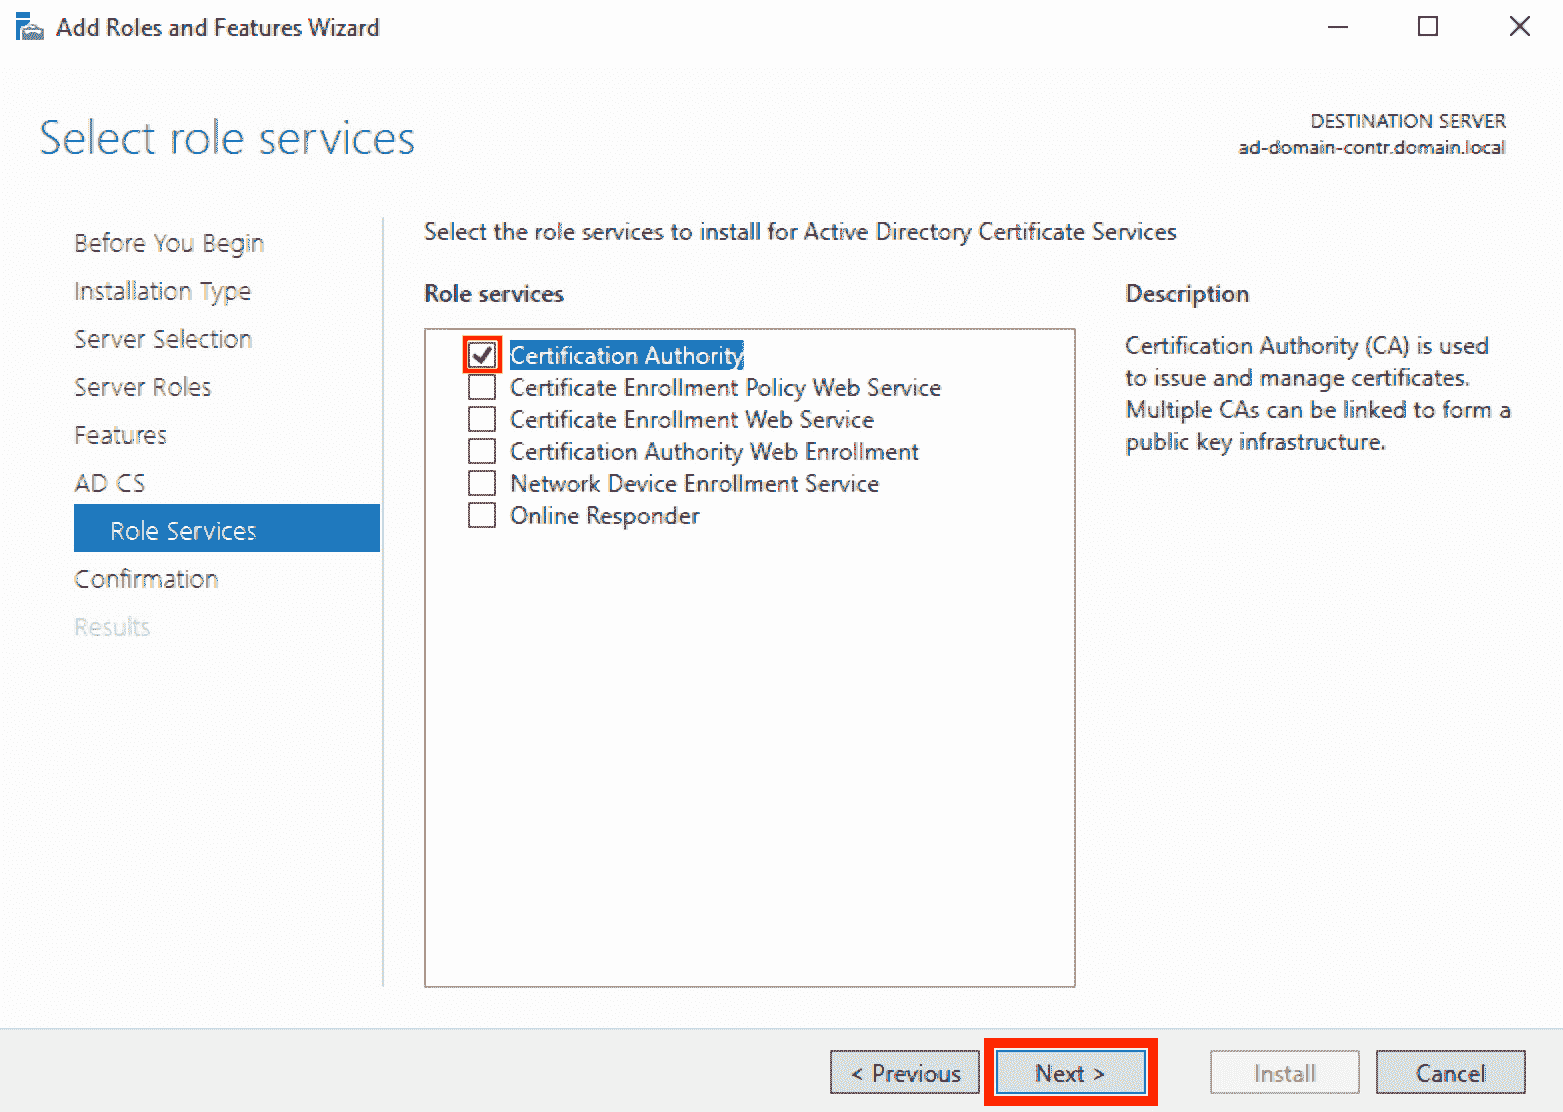 Add Roles and Features Wizard
Select role services
DESTINATION SERVER
ad-domain-contr.domain.local
Before You Begin
Installation Type
Server Selection
Server Roles
Features
AD CS
Role Services
Confirmation
Results
Select the role services to install for Active Directory Certificate Services
Role services
Certification Authority
Certificate Enrollment Policy Web Service
Certificate Enrollment Web Service
Certification Authority Web Enrollment
Network Device Enrollment Service
Online Responder
Description
Certification Authority (CA) is used
to issue and manage certificates.
Multiple CAs can be linked to form a
public key infrastructure.
< Previous
Next >
Install
Cancel